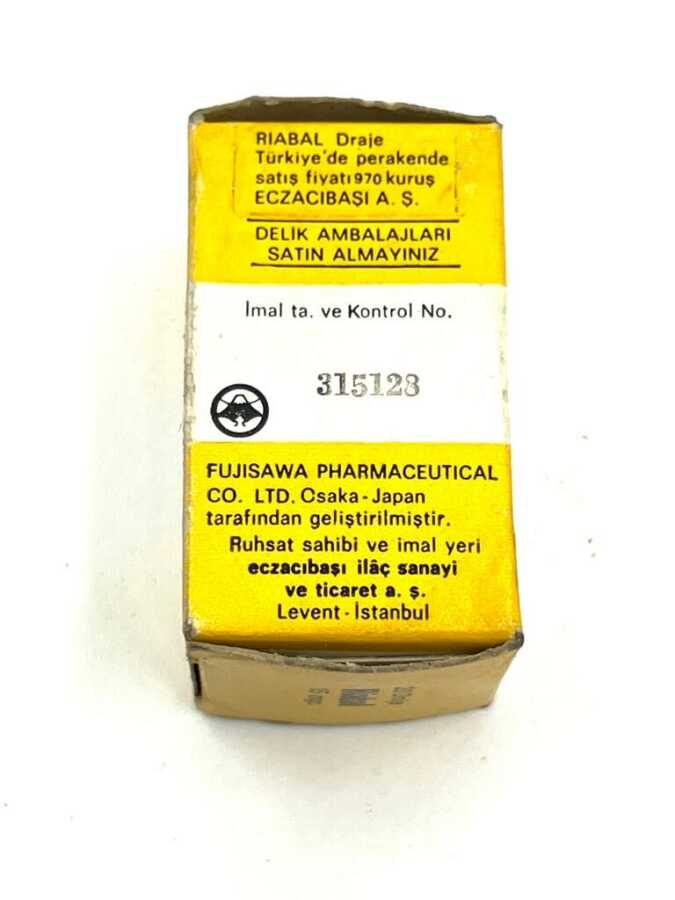 RIABAL Draje
Türkiye'de perakende
satış fiyatı 970 kuruş
ECZACIBAŞI A. Ş.
DELİK AMBALAJLARI
SATIN ALMAYINIZ
İmal ta. ve Kontrol No.
315128
FUJISAWA PHARMACEUTICAL
CO. LTD. Osaka - Japan
tarafından geliştirilmiştir.
Ruhsat sahibi ve imal yeri
eczacıbaşı ilâç sanayi
ve ticaret a. ş.
Levent - İstanbul